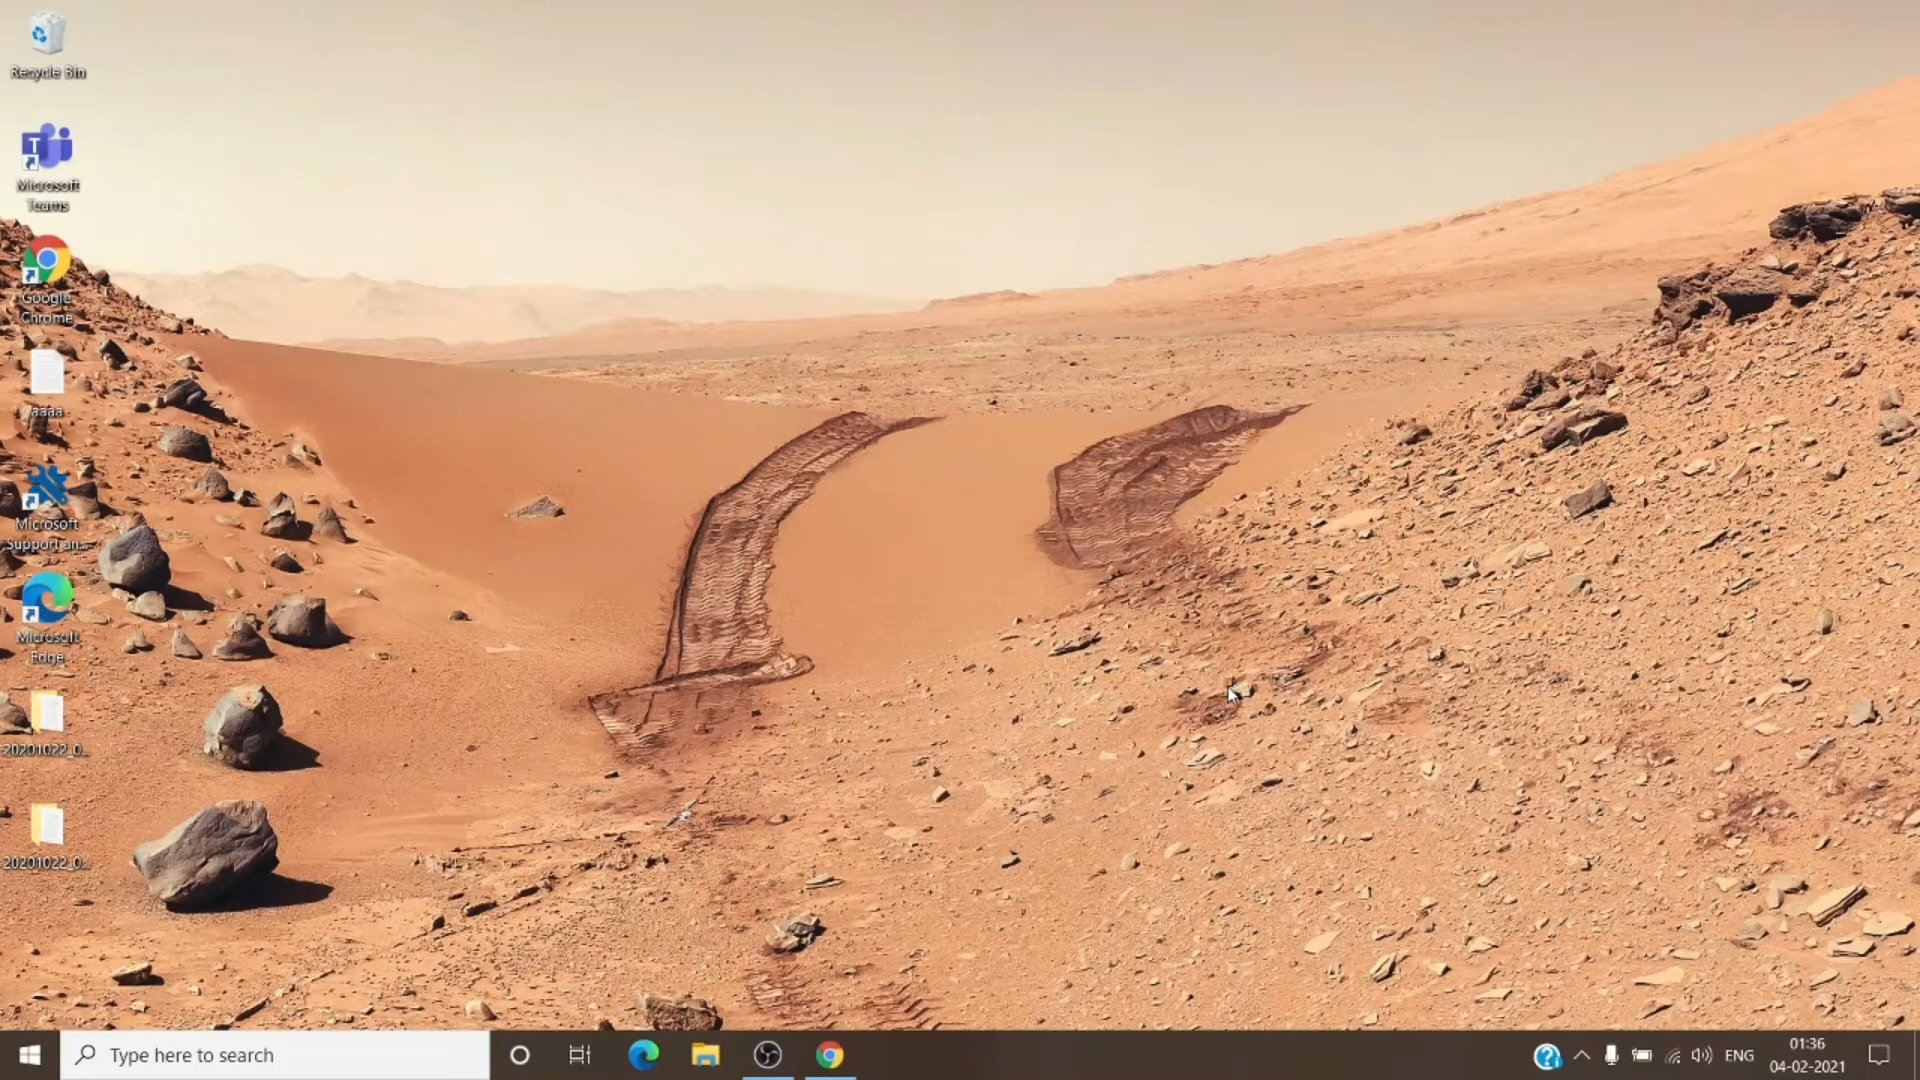 Recycle Bin
Microsoft
Teams
Google
Chrome
aaaa
Microsoft
Support an...
Microsoft
Edge
20201022_0...
20201022_0...
Type here to search
ENG
01:36
04-02-2021